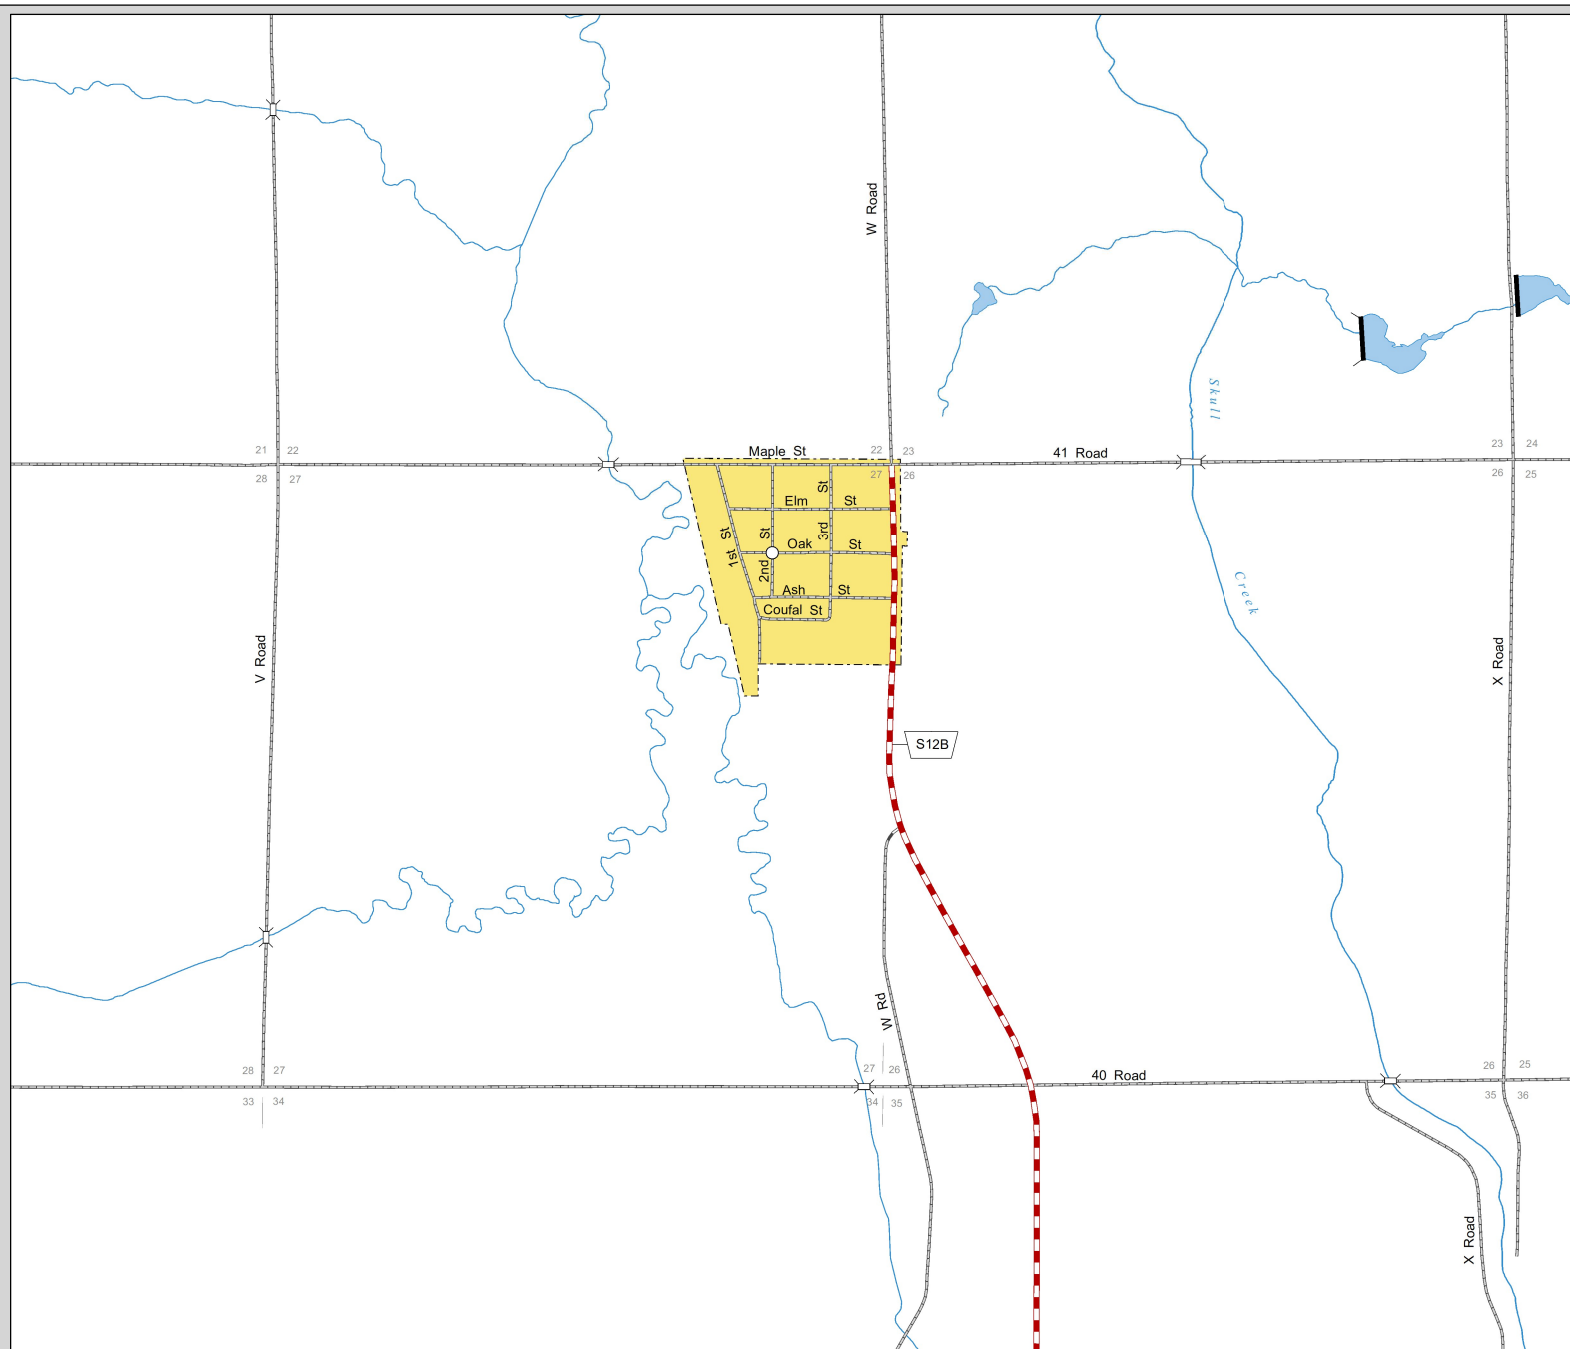 W Road
Skull
21 22
28 27
Maple St
22 23
27 26
41 Road
23 24
26 25
Elm St
St
3rd
1st St
St
2nd
Oak St
Ash St
Coufal St
Creek
V Road
X Road
S12B
W Rd
28 27
33 34
27 26
34 35
40 Road
26 25
35 36
X Road